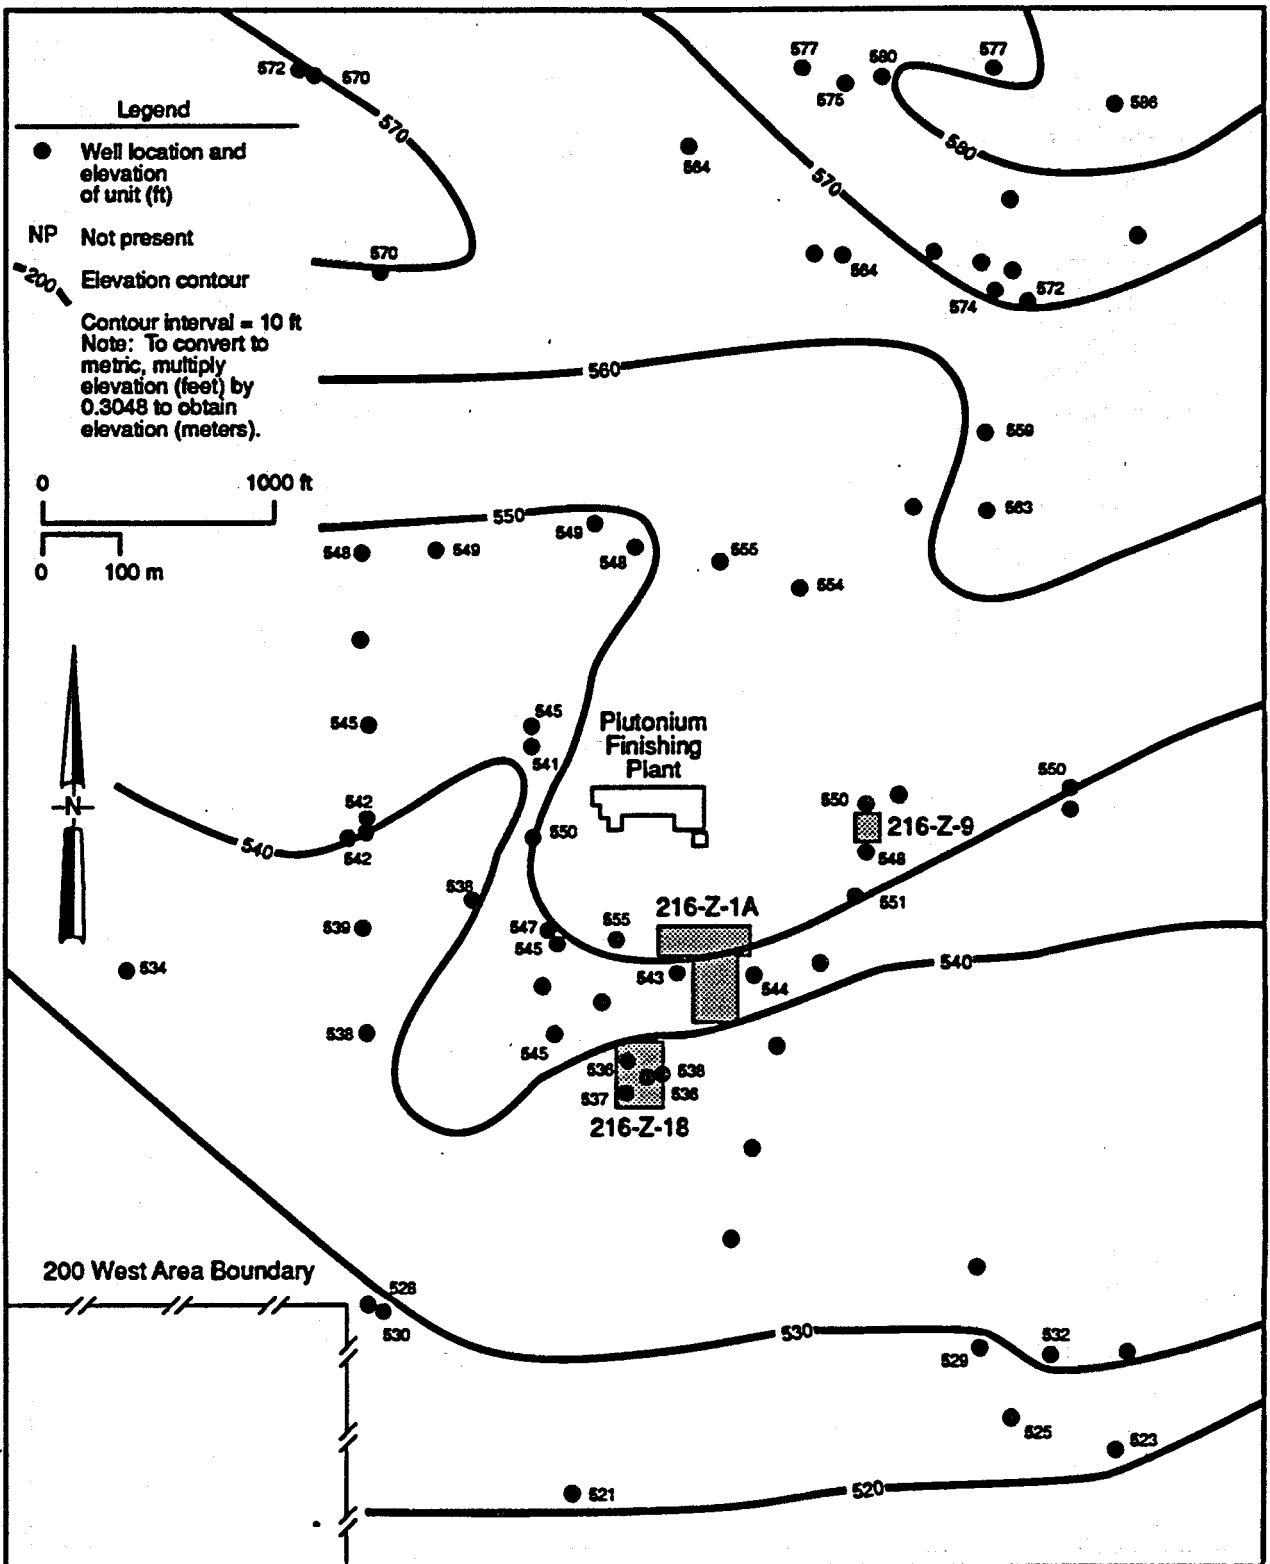 577
580
577
572
570
575
586
Legend
570
Well location and
elevation
of unit (ft)
564
580
570
NP Not present
570
564
200
Elevation contour
574
572
Contour interval = 10 ft
Note: To convert to
metric, multiply
elevation (feet) by
0.3048 to obtain
elevation (meters).
560
559
0 1000 ft
563
550
549
548
549
548
555
0 100 m
554
545
545
541
Plutonium
Finishing
Plant
N
542
542
540
550
550
550
216-Z-9
548
538
551
216-Z-1A
539
547
545
555
534
543
544
540
538
545
536
538
537
536
216-Z-18
200 West Area Boundary
528
530
530
532
529
525
523
521
520